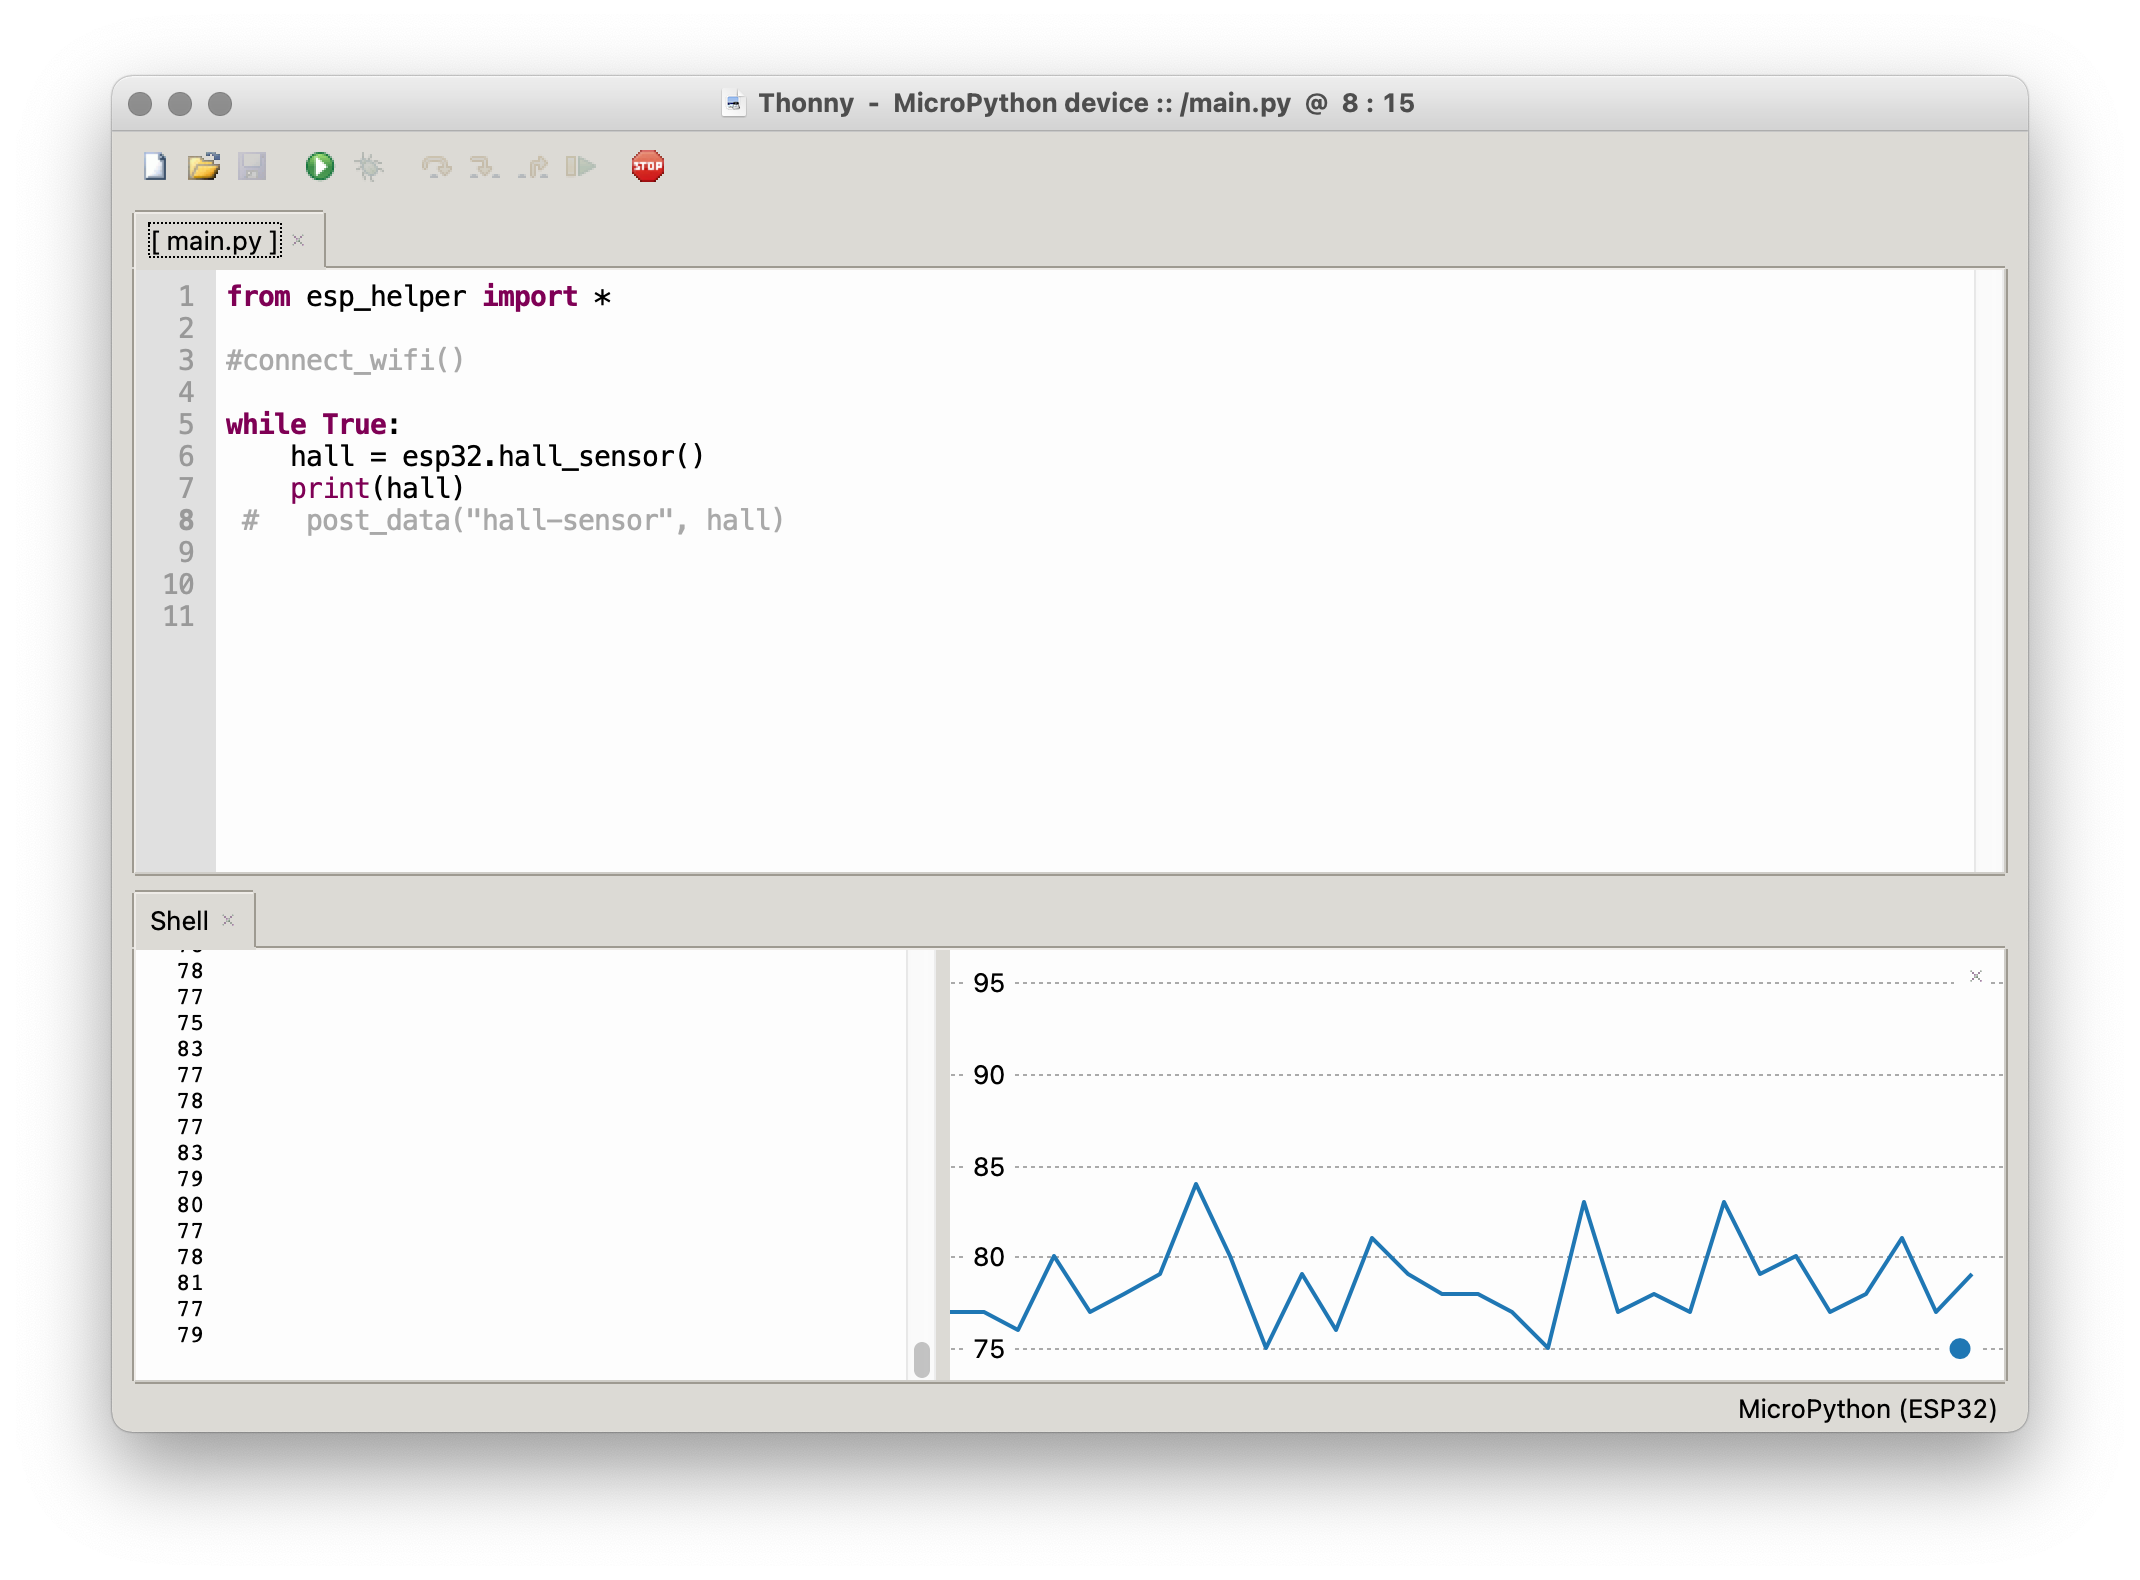 Thonny - MicroPython device :: /main.py @ 8 : 15
STOP
[ main.py ]
1 from esp_helper import *
2
3 #connect_wifi()
4
5 while True:
6     hall = esp32.hall_sensor()
7     print(hall)
8  #   post_data("hall-sensor", hall)
9
10
11
Shell
78
77
75
83
77
78
77
83
79
80
77
78
81
77
79
95
90
85
80
75
MicroPython (ESP32)